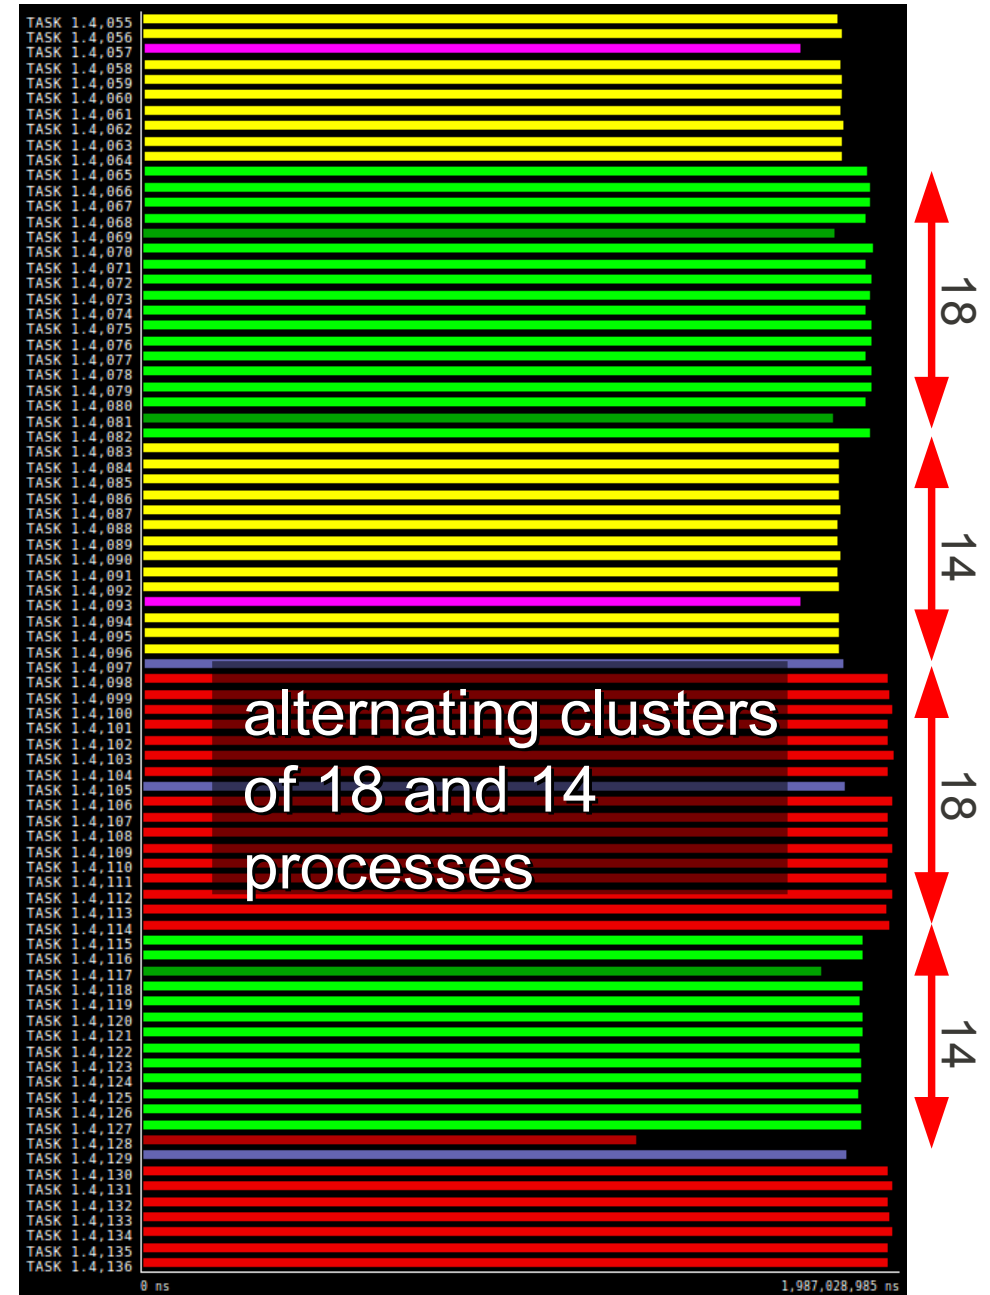 TASK 1.4,055
TASK 1.4,056
TASK 1.4,057
TASK 1.4,058
TASK 1.4,059
TASK 1.4,060
TASK 1.4,061
TASK 1.4,062
TASK 1.4,063
TASK 1.4,064
TASK 1.4,065
TASK 1.4,066
TASK 1.4,067
TASK 1.4,068
TASK 1.4,069
TASK 1.4,070
TASK 1.4,071
TASK 1.4,072
TASK 1.4,073
TASK 1.4,074
TASK 1.4,075
TASK 1.4,076
TASK 1.4,077
TASK 1.4,078
TASK 1.4,079
TASK 1.4,080
TASK 1.4,081
TASK 1.4,082
TASK 1.4,083
TASK 1.4,084
TASK 1.4,085
TASK 1.4,086
TASK 1.4,087
TASK 1.4,088
TASK 1.4,089
TASK 1.4,090
TASK 1.4,091
TASK 1.4,092
TASK 1.4,093
TASK 1.4,094
TASK 1.4,095
TASK 1.4,096
TASK 1.4,097
TASK 1.4,098
TASK 1.4,099
TASK 1.4,100
TASK 1.4,101
TASK 1.4,102
TASK 1.4,103
TASK 1.4,104
TASK 1.4,105
TASK 1.4,106
TASK 1.4,107
TASK 1.4,108
TASK 1.4,109
TASK 1.4,110
TASK 1.4,111
TASK 1.4,112
TASK 1.4,113
TASK 1.4,114
TASK 1.4,115
TASK 1.4,116
TASK 1.4,117
TASK 1.4,118
TASK 1.4,119
TASK 1.4,120
TASK 1.4,121
TASK 1.4,122
TASK 1.4,123
TASK 1.4,124
TASK 1.4,125
TASK 1.4,126
TASK 1.4,127
TASK 1.4,128
TASK 1.4,129
TASK 1.4,130
TASK 1.4,131
TASK 1.4,132
TASK 1.4,133
TASK 1.4,134
TASK 1.4,135
TASK 1.4,136
0 ns 1,987,028,985 ns
alternating clusters
of 18 and 14
processes
18
14
18
14